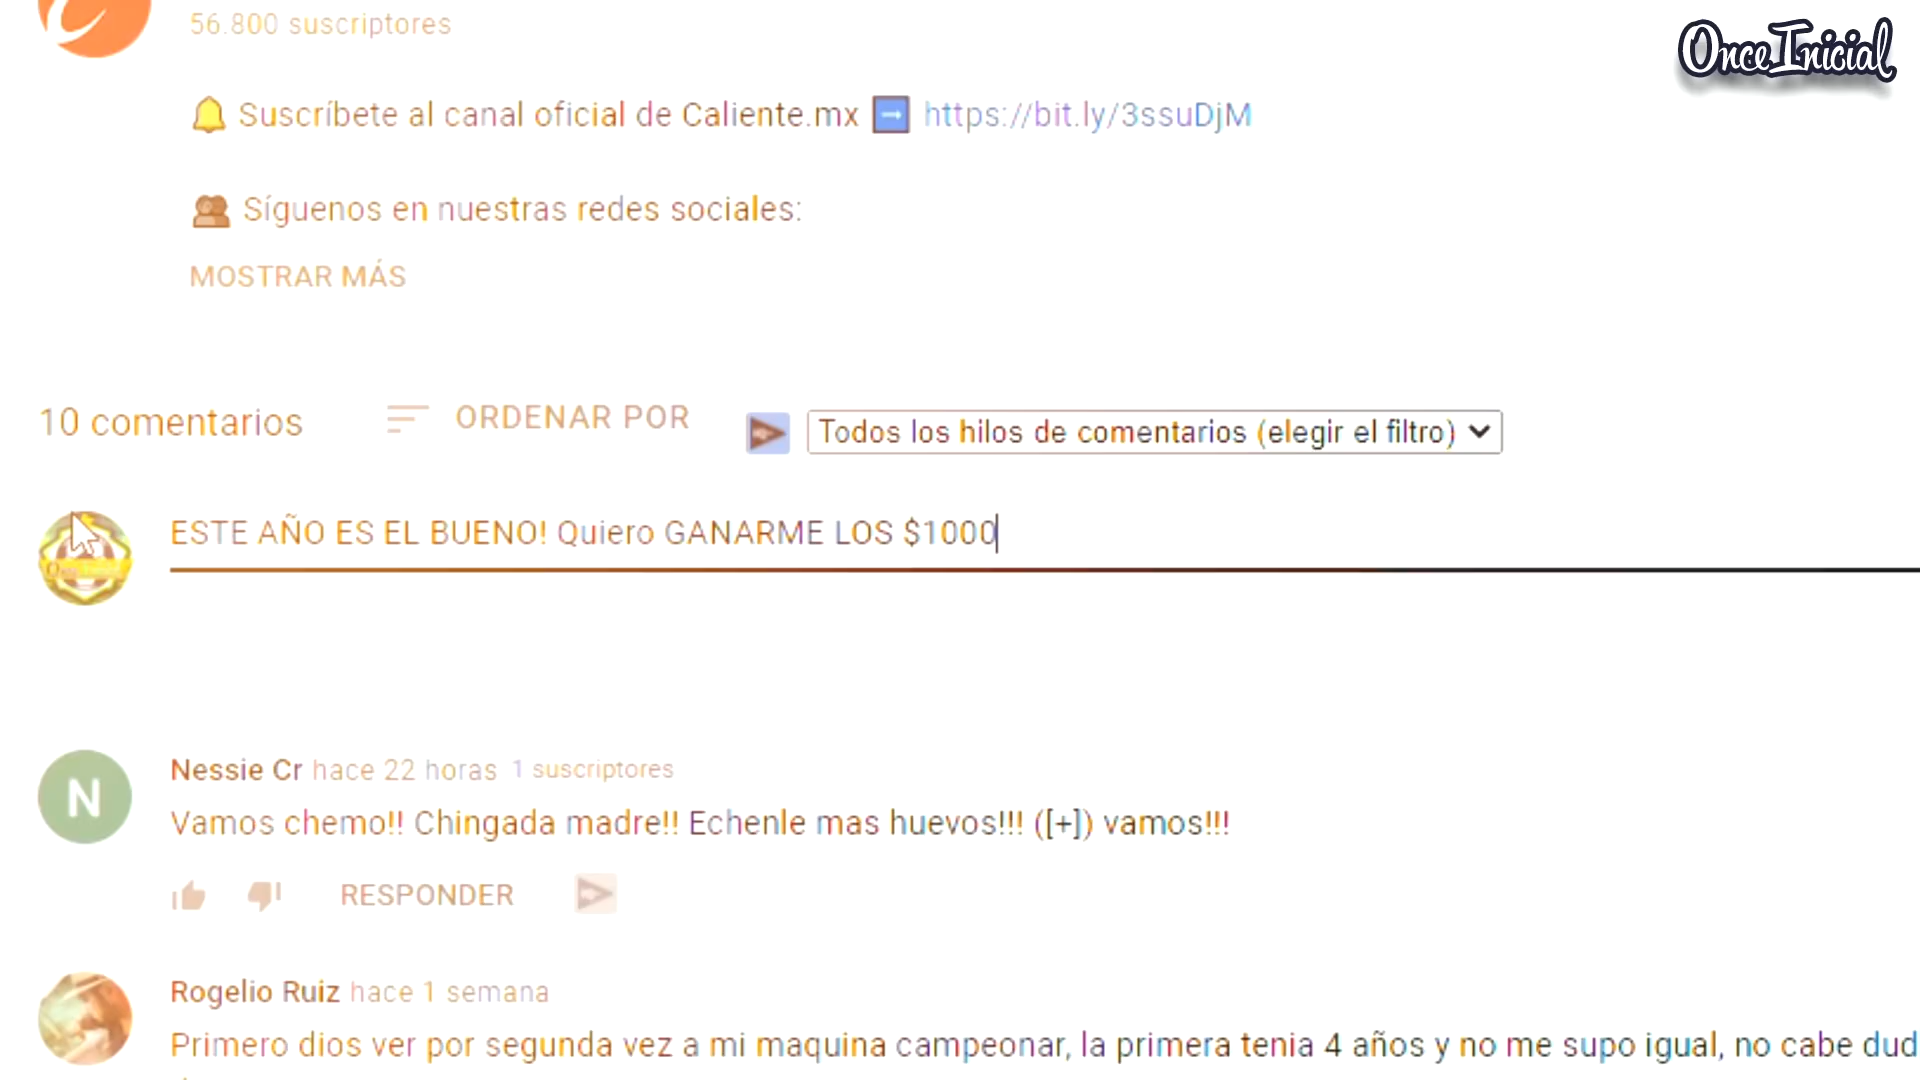 56.800 suscriptores
OnceInicial
Suscríbete al canal oficial de Caliente.mx https://bit.ly/3ssuDjM
Síguenos en nuestras redes sociales:
MOSTRAR MÁS
10 comentarios ORDENAR POR Todos los hilos de comentarios (elegir el filtro)
ESTE AÑO ES EL BUENO! Quiero GANARME LOS $1000
N
Nessie Cr hace 22 horas 1 suscriptores
Vamos chemo!! Chingada madre!! Echenle mas huevos!!! ([+]) vamos!!!
RESPONDER
Rogelio Ruiz hace 1 semana
Primero dios ver por segunda vez a mi maquina campeonar, la primera tenia 4 años y no me supo igual, no cabe dud